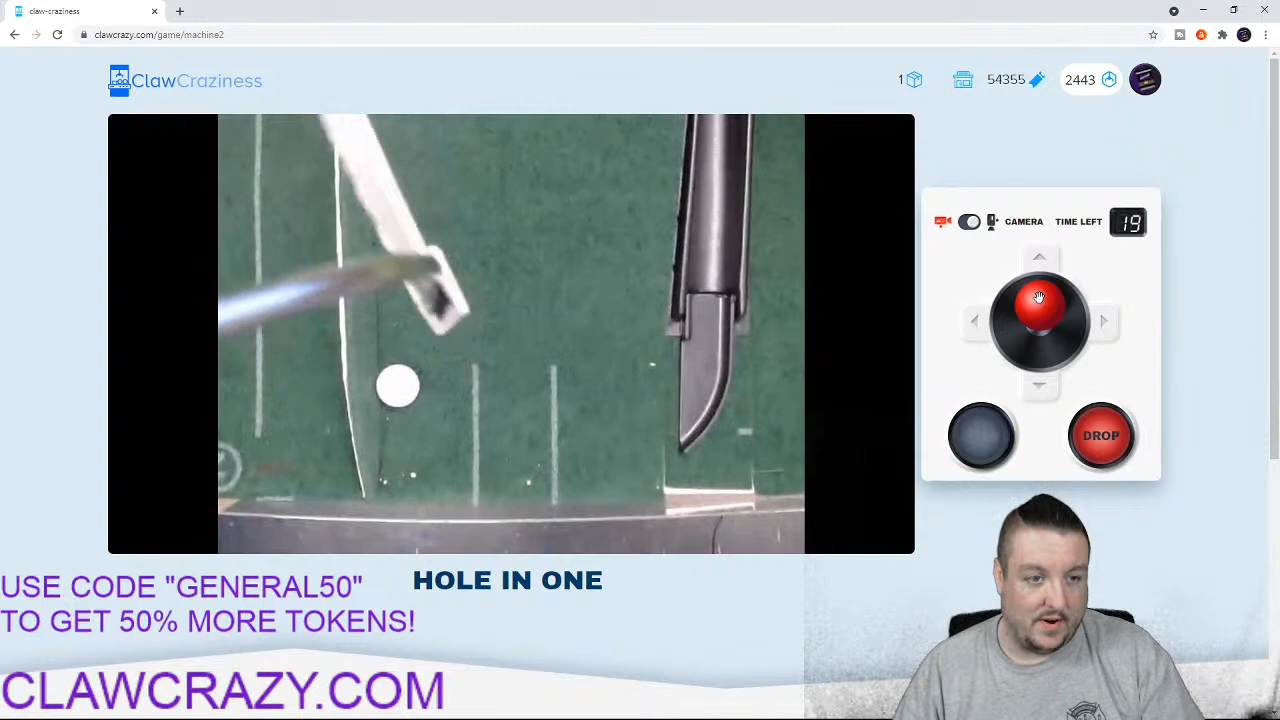 claw-craziness
clawcrazy.com/game/machine2
ClawCraziness
1
54355
2443
CAMERA
TIME LEFT
19
DROP
HOLE IN ONE
USE CODE "GENERAL50"
TO GET 50% MORE TOKENS!
CLAWCRAZY.COM